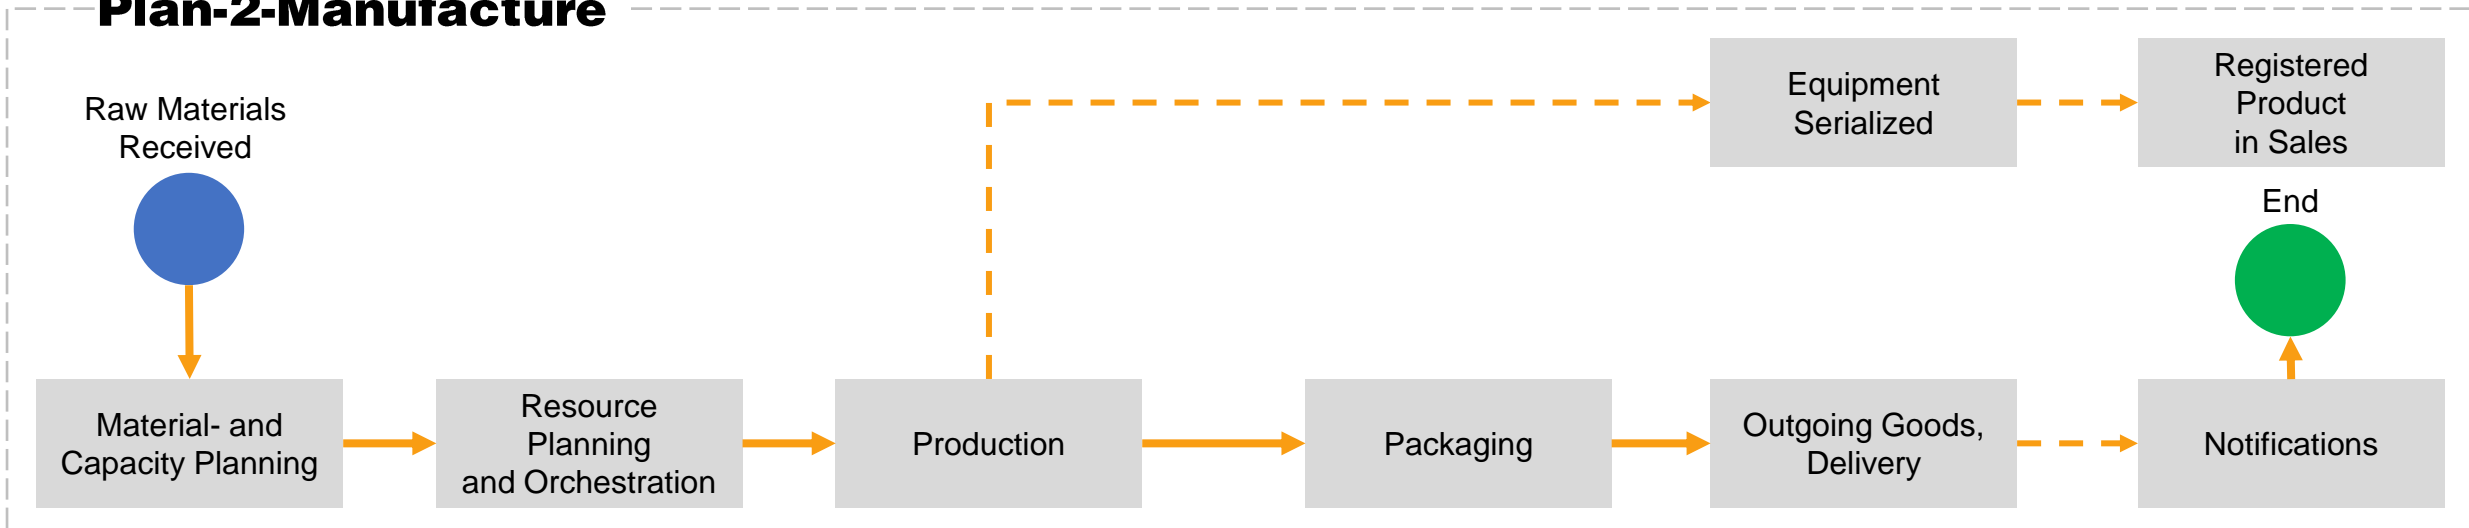 Plan-2-Manufacture
Raw Materials
Received
Equipment
Serialized
Registered
Product
in Sales
End
Material- and
Capacity Planning
Resource
Planning
and Orchestration
Production
Packaging
Outgoing Goods,
Delivery
Notifications